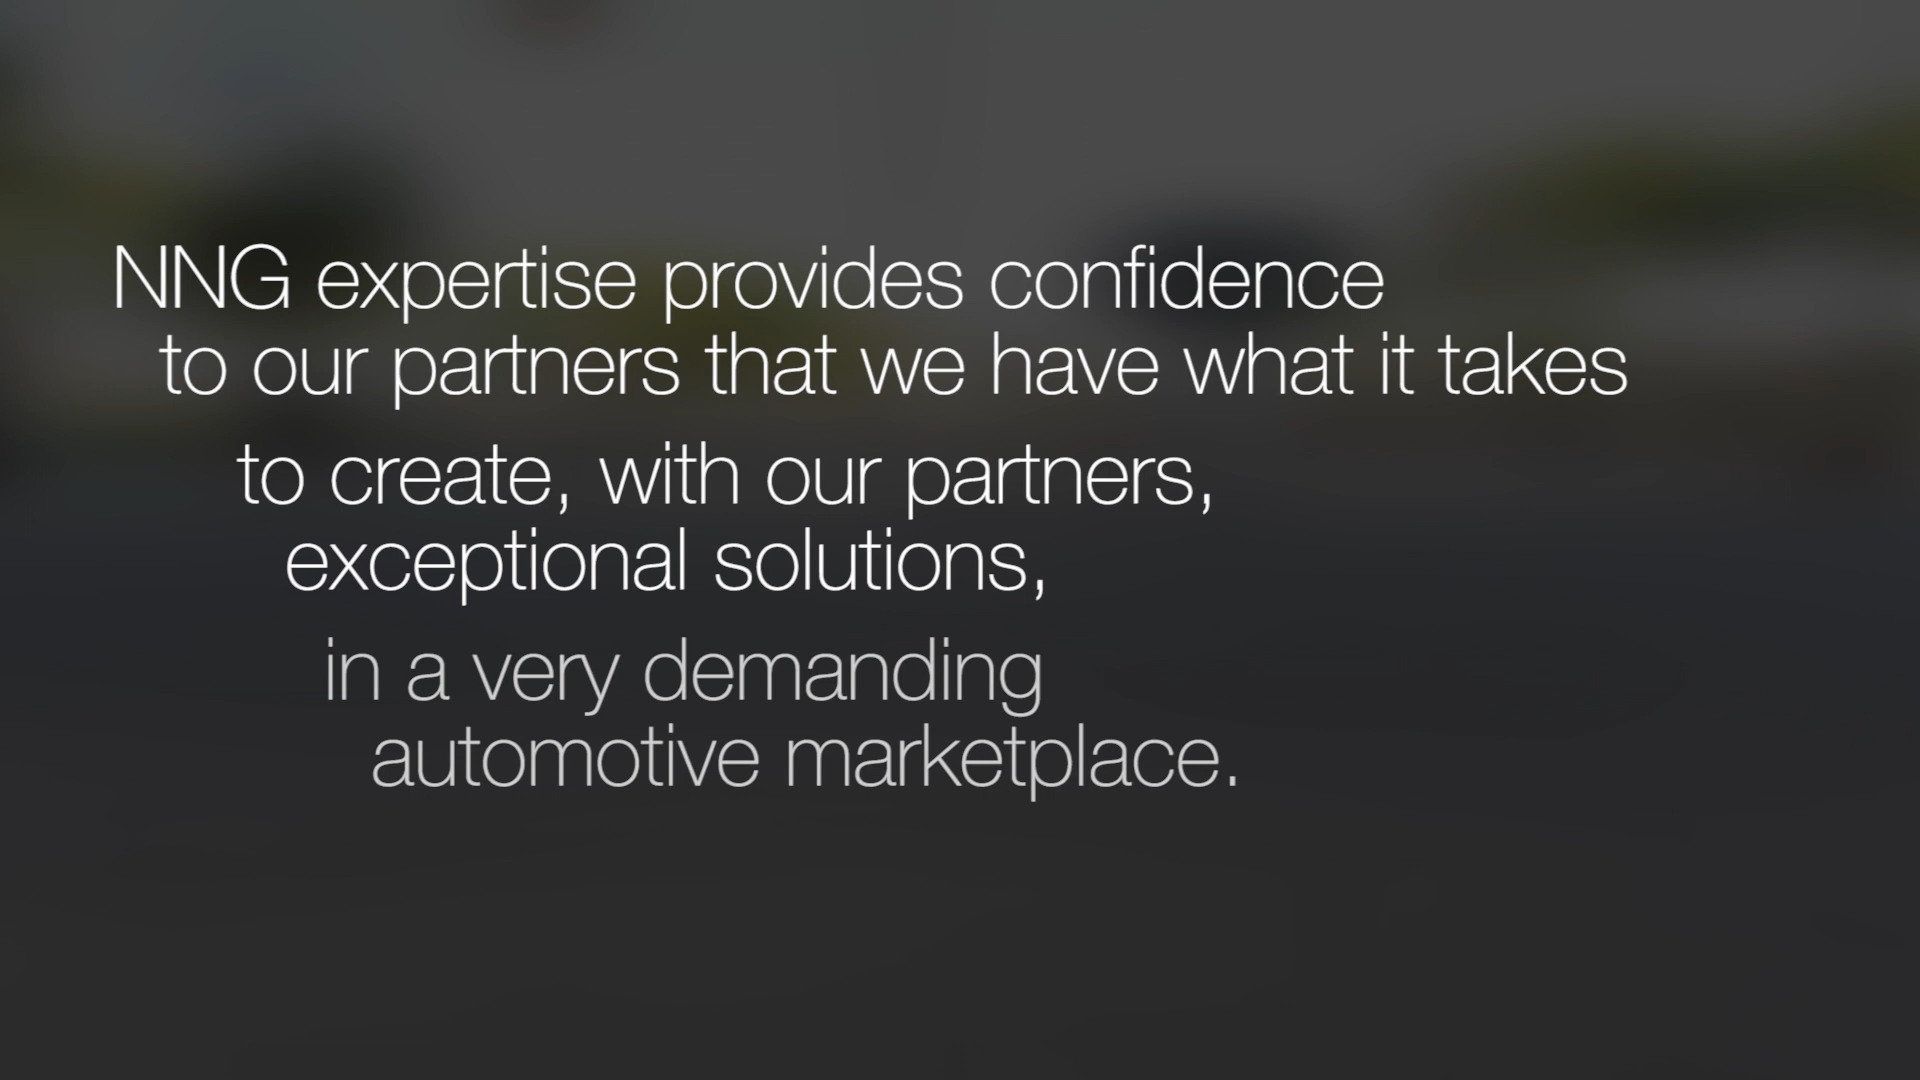 NNG expertise provides confidence
to our partners that we have what it takes
to create, with our partners,
exceptional solutions,
in a very demanding
automotive marketplace.